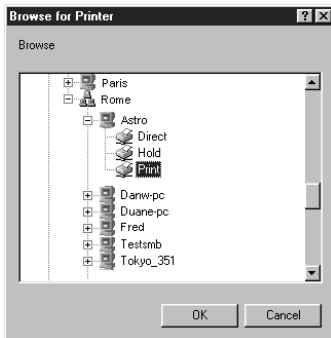 Browse for Printer
Browse
Paris
Rome
Astro
Direct
Hold
Print
Danw-pc
Duane-pc
Fred
Testsmb
Tokyo_351
OK
Cancel